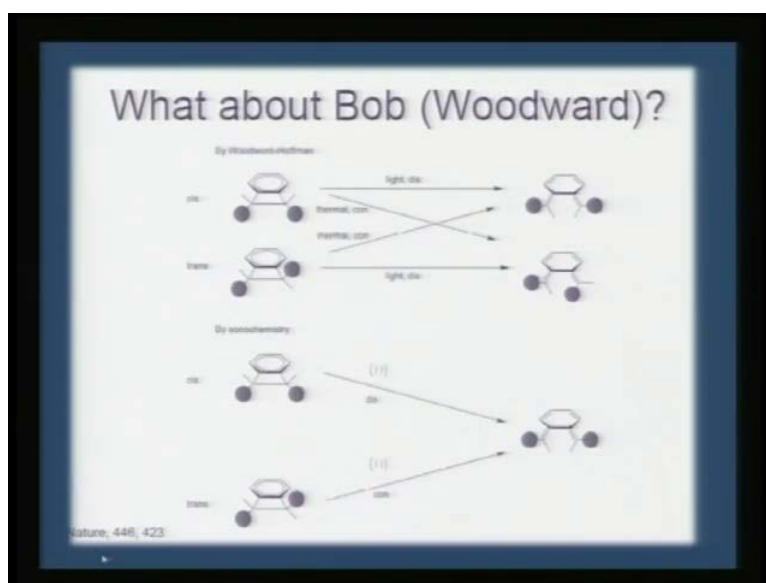 What about Bob (Woodward)?
By Woodward-Hoffman
cis
light, dis
thermal, con
thermal, con
trans
light, dis
By sonochemistry
cis
dis
con
trans
Nature, 446, 423